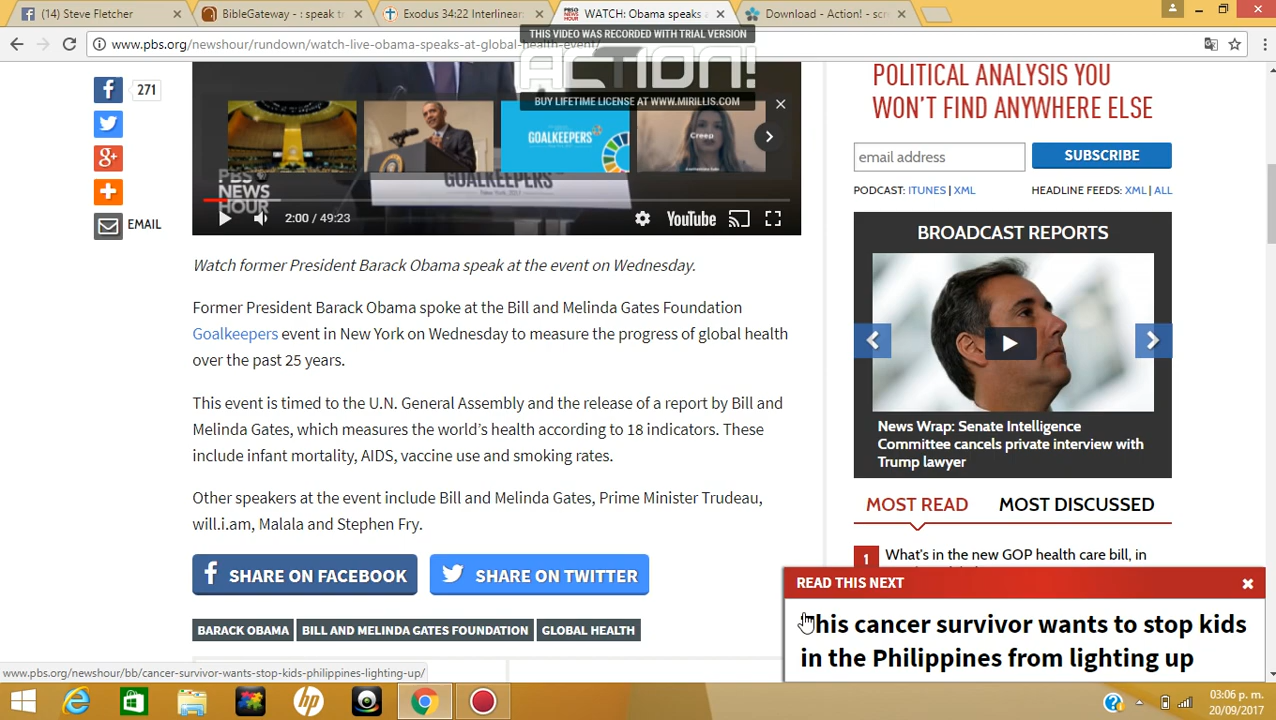 (14) Steve Fletcher
BibleGateway - : speak t
Exodus 34:22 Interlinear
WATCH: Obama speaks a
Download - Action! - scr
THIS VIDEO WAS RECORDED WITH TRIAL VERSION
ACTION!
BUY LIFETIME LICENSE AT WWW.MIRILLIS.COM
www.pbs.org/newshour/rundown/watch-live-obama-speaks-at-global-health-event/
271
EMAIL
GOALKEEPERS
Creep
PBS
NEWS
HOUR
GOALKEEPERS
2:00 / 49:23
YouTube
Watch former President Barack Obama speak at the event on Wednesday.
Former President Barack Obama spoke at the Bill and Melinda Gates Foundation
Goalkeepers event in New York on Wednesday to measure the progress of global health
over the past 25 years.
This event is timed to the U.N. General Assembly and the release of a report by Bill and
Melinda Gates, which measures the world’s health according to 18 indicators. These
include infant mortality, AIDS, vaccine use and smoking rates.
Other speakers at the event include Bill and Melinda Gates, Prime Minister Trudeau,
will.i.am, Malala and Stephen Fry.
SHARE ON FACEBOOK
SHARE ON TWITTER
BARACK OBAMA
BILL AND MELINDA GATES FOUNDATION
GLOBAL HEALTH
POLITICAL ANALYSIS YOU
WON'T FIND ANYWHERE ELSE
email address
SUBSCRIBE
PODCAST: ITUNES | XML
HEADLINE FEEDS: XML | ALL
BROADCAST REPORTS
News Wrap: Senate Intelligence
Committee cancels private interview with
Trump lawyer
MOST READ
MOST DISCUSSED
1
What's in the new GOP health care bill, in
READ THIS NEXT
This cancer survivor wants to stop kids
in the Philippines from lighting up
www.pbs.org/newshour/bb/cancer-survivor-wants-stop-kids-philippines-lighting-up/
03:06 p. m.
20/09/2017